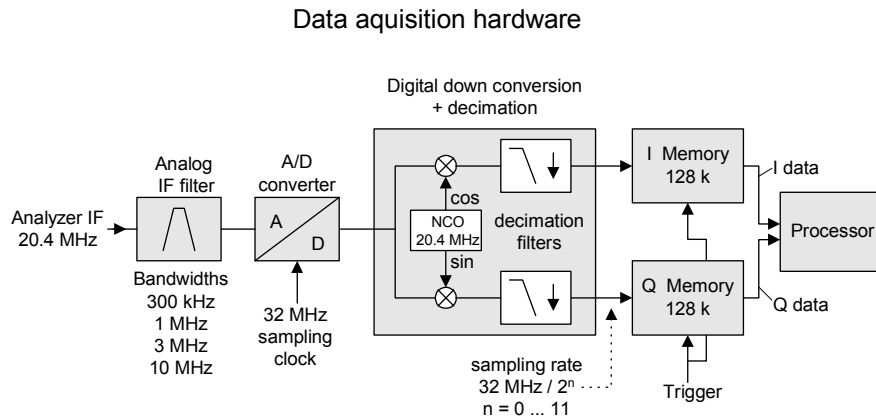 Data aquisition hardware
Digital down conversion
+ decimation
Analog
IF filter
A/D
converter
Analyzer IF
20.4 MHz
A
D
cos
NCO
20.4 MHz
sin
decimation
filters
I Memory
128 k
I data
Processor
Q Memory
128 k
Q data
Bandwidths
300 kHz
1 MHz
3 MHz
10 MHz
32 MHz
sampling
clock
sampling rate
32 MHz / 2ⁿ
n = 0 ... 11
Trigger